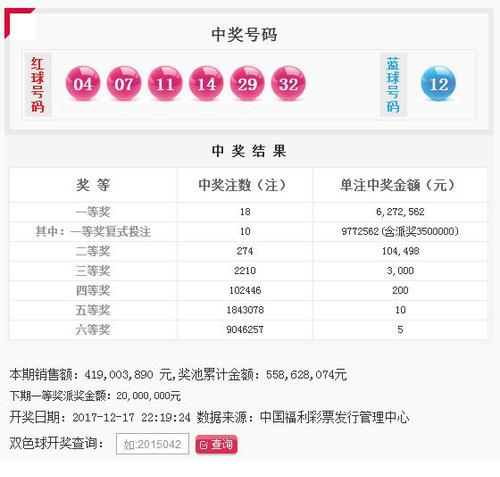 中奖号码
红球号码 04 07 11 14 29 32 蓝球号码 12
中 奖 结 果
奖 等 中奖注数（注） 单注中奖金额（元）
一等奖 18 6,272,562
其中: 一等奖复式投注 10 9772562(含派奖3500000)
二等奖 274 104,498
三等奖 2210 3,000
四等奖 102446 200
五等奖 1843078 10
六等奖 9046257 5
本期销售额: 419,003,890 元,奖池累计金额: 558,628,074元
下期一等奖派奖金额: 20,000,000元
开奖日期: 2017-12-17 22:19:24 数据来源: 中国福利彩票发行管理中心
双色球开奖查询: 如:2015042 查询